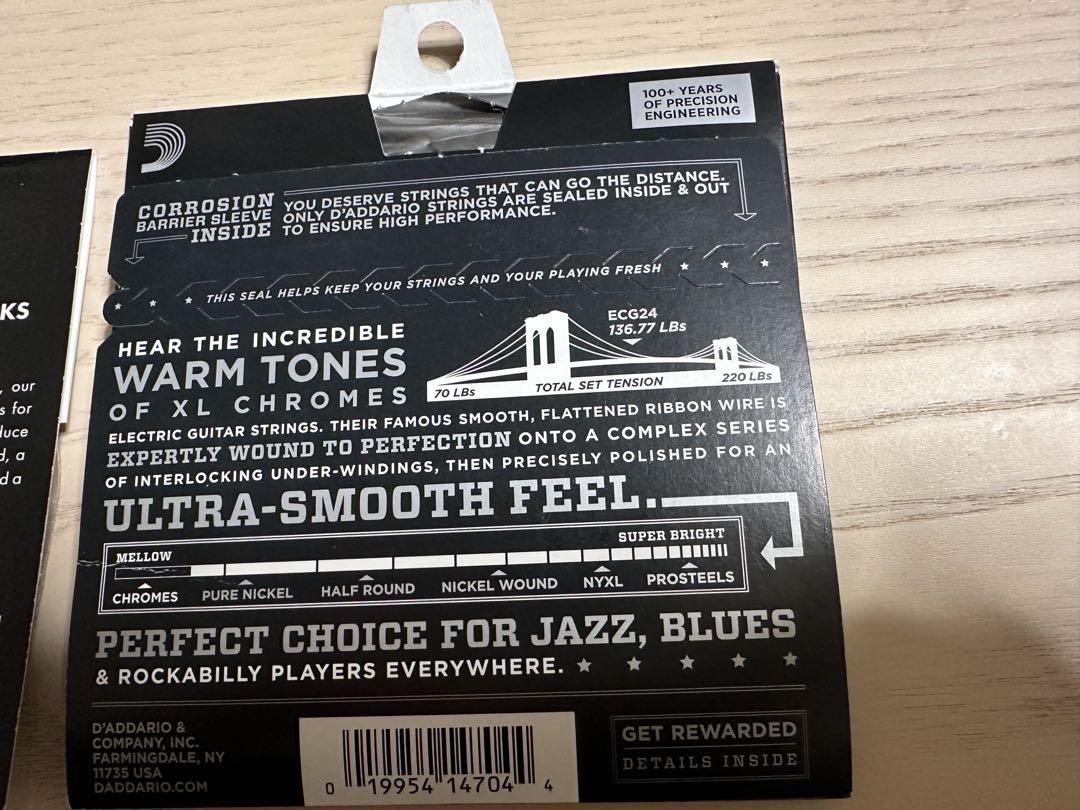 100+ YEARS
OF PRECISION
ENGINEERING
CORROSION
BARRIER SLEEVE
INSIDE
YOU DESERVE STRINGS THAT CAN GO THE DISTANCE.
ONLY D'ADDARIO STRINGS ARE SEALED INSIDE & OUT
TO ENSURE HIGH PERFORMANCE.
THIS SEAL HELPS KEEP YOUR STRINGS AND YOUR PLAYING FRESH
HEAR THE INCREDIBLE
WARM TONES
OF XL CHROMES
ECG24
136.77 LBs
70 LBs
TOTAL SET TENSION
220 LBs
ELECTRIC GUITAR STRINGS. THEIR FAMOUS SMOOTH, FLATTENED RIBBON WIRE IS
EXPERTLY WOUND TO PERFECTION ONTO A COMPLEX SERIES
OF INTERLOCKING UNDER-WINDINGS, THEN PRECISELY POLISHED FOR AN
ULTRA-SMOOTH FEEL.
MELLOW
SUPER BRIGHT
CHROMES PURE NICKEL HALF ROUND NICKEL WOUND NYXL PROSTEELS
PERFECT CHOICE FOR JAZZ, BLUES
& ROCKABILLY PLAYERS EVERYWHERE.
D'ADDARIO &
COMPANY, INC.
FARMINGDALE, NY
11735 USA
DADDARIO.COM
0 19954 14704 4
GET REWARDED
DETAILS INSIDE
KS
, our
s for
duce
d, a
d a